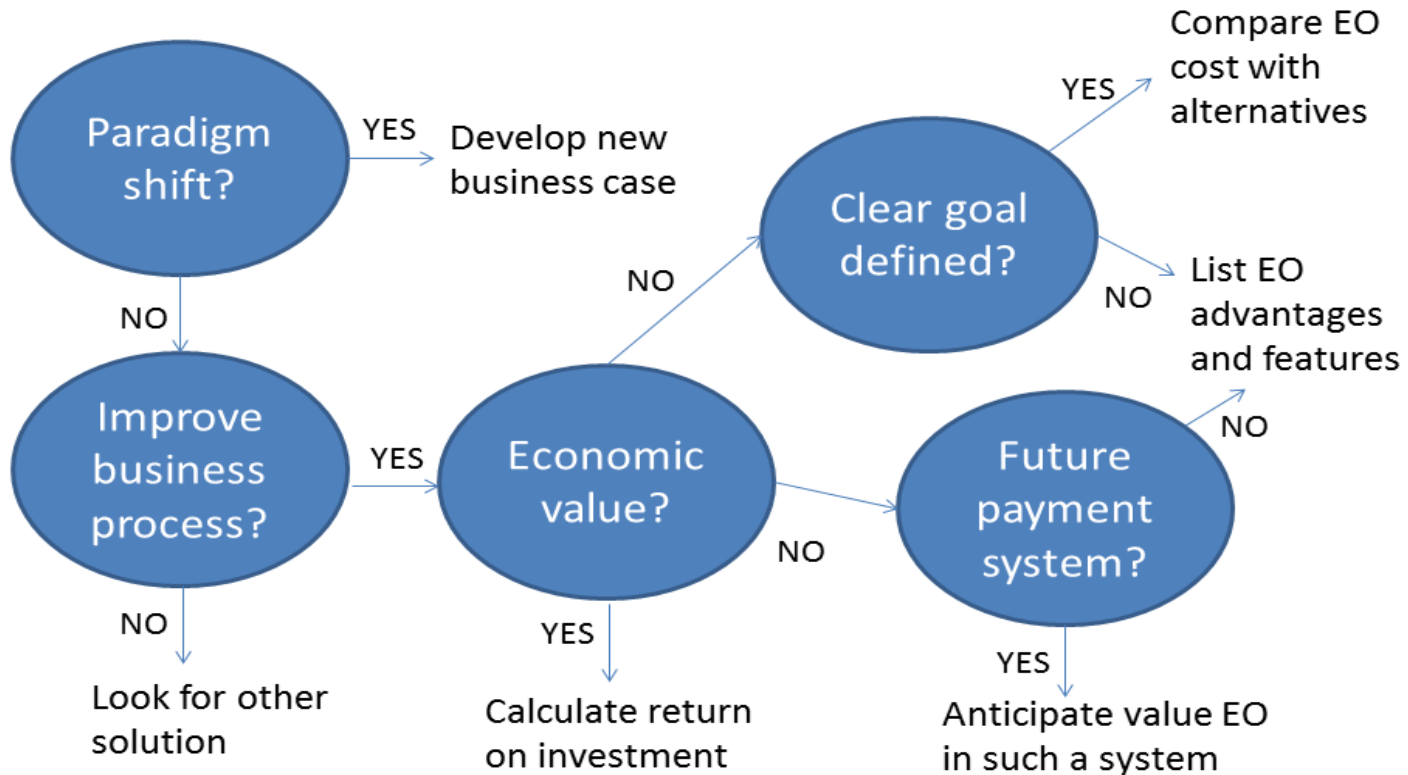 Paradigm
shift?
YES
Develop new
business case
NO
Improve
business
process?
NO
Look for other
solution
YES
Economic
value?
YES
Calculate return
on investment
NO
Clear goal
defined?
YES
Compare EO
cost with
alternatives
NO
List EO
advantages
and features
NO
Future
payment
system?
NO
YES
Anticipate value EO
in such a system